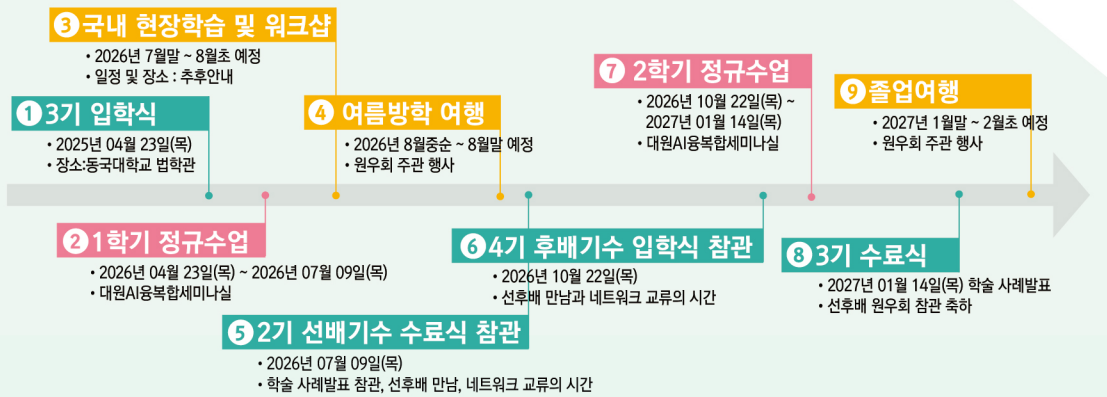 ❸ 국내 현장학습 및 워크샵
• 2026년 7월말 ~ 8월초 예정
• 일정 및 장소 : 추후안내
❶ 3기 입학식
• 2025년 04월 23일(목)
• 장소:동국대학교 법학관
❹ 여름방학 여행
• 2026년 8월중순 ~ 8월말 예정
• 원우회 주관 행사
❼ 2학기 정규수업
• 2026년 10월 22일(목) ~
2027년 01월 14일(목)
• 대원AI융복합세미나실
❾ 졸업여행
• 2027년 1월말 ~ 2월초 예정
• 원우회 주관 행사
❷ 1학기 정규수업
• 2026년 04월 23일(목) ~ 2026년 07월 09일(목)
• 대원AI융복합세미나실
❺ 2기 선배기수 수료식 참관
• 2026년 07월 09일(목)
• 학술 사례발표 참관, 선후배 만남, 네트워크 교류의 시간
❻ 4기 후배기수 입학식 참관
• 2026년 10월 22일(목)
• 선후배 만남과 네트워크 교류의 시간
❽ 3기 수료식
• 2027년 01월 14일(목) 학술 사례발표
• 선후배 원우회 참관 축하